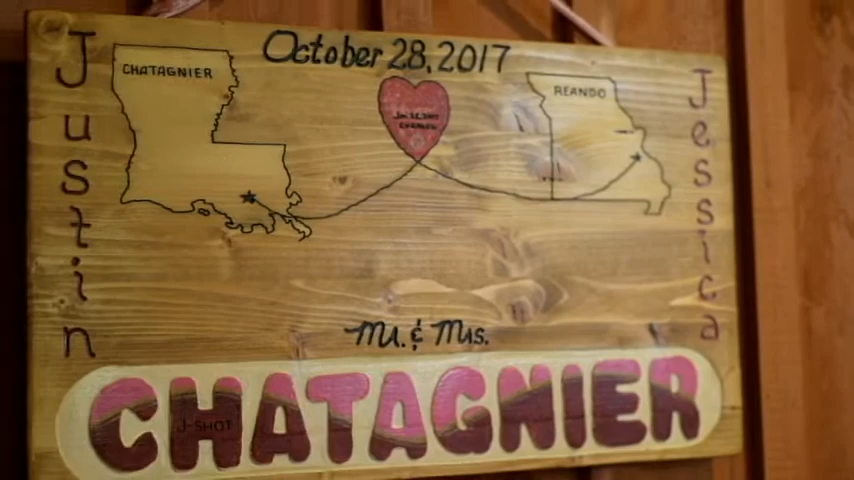 October 28, 2017
Justin
CHATAGNIER
REANDO
Jessica
Mr. & Mrs.
CHATAGNIER
J-SHOT